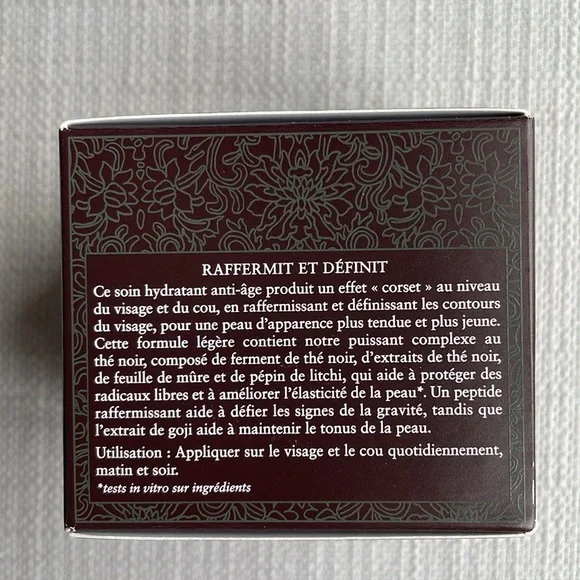 RAFFERMIT ET DÉFINIT
Ce soin hydratant anti-âge produit un effet « corset » au niveau
du visage et du cou, en raffermissant et définissant les contours
du visage, pour une peau d’apparence plus tendue et plus jeune.
Cette formule légère contient notre puissant complexe au
thé noir, composé de ferment de thé noir, d’extraits de thé noir,
de feuille de mûre et de pépin de litchi, qui aide à protéger des
radicaux libres et à améliorer l’élasticité de la peau*. Un peptide
raffermissant aide à défier les signes de la gravité, tandis que
l’extrait de goji aide à maintenir le tonus de la peau.
Utilisation : Appliquer sur le visage et le cou quotidiennement,
matin et soir.
*tests in vitro sur ingrédients